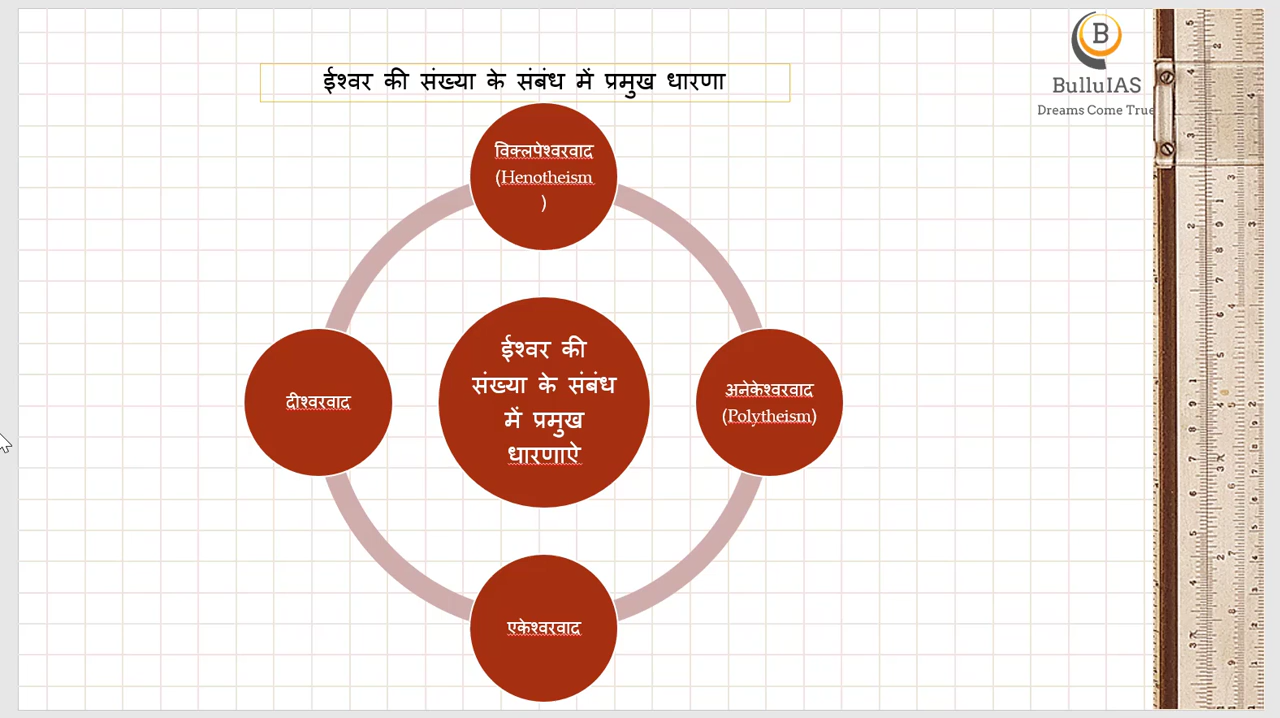 ईश्वर की संख्या के संबंध में प्रमुख धारणा
B
BulluIAS
Dreams Come True
विक्लपेश्वरवाद
(Henotheism
)
ईश्वर की
संख्या के संबंध
में प्रमुख
धारणाऐ
दीश्वरवाद
अनेकेश्वरवाद
(Polytheism)
एकेश्वरवाद